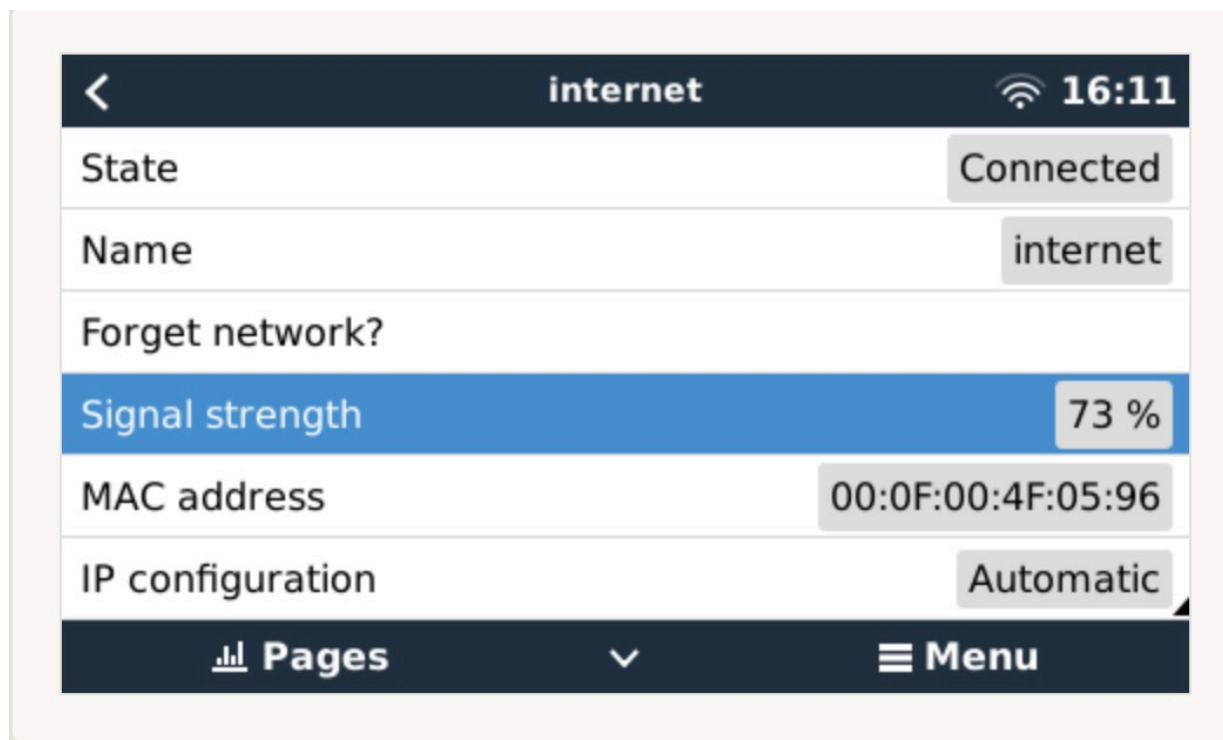 internet 16:11
State Connected
Name internet
Forget network?
Signal strength 73 %
MAC address 00:0F:00:4F:05:96
IP configuration Automatic
Pages Menu